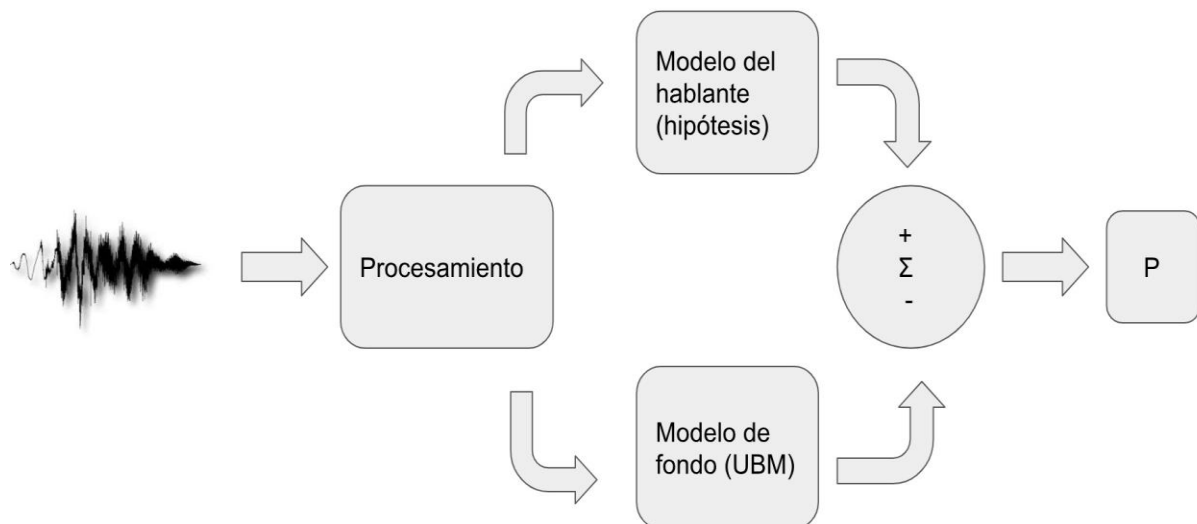 Modelo del
hablante
(hipótesis)
Procesamiento
+
Σ
-
P
Modelo de
fondo (UBM)